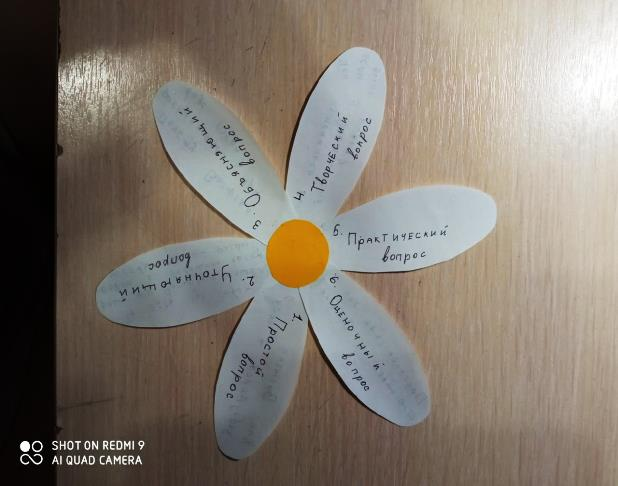 1. Простой
вопрос
2. Уточняющий
вопрос
3. Объясняющий
вопрос
4. Творческий
вопрос
5. Практический
вопрос
6. Оценочный
вопрос
SHOT ON REDMI 9
AI QUAD CAMERA